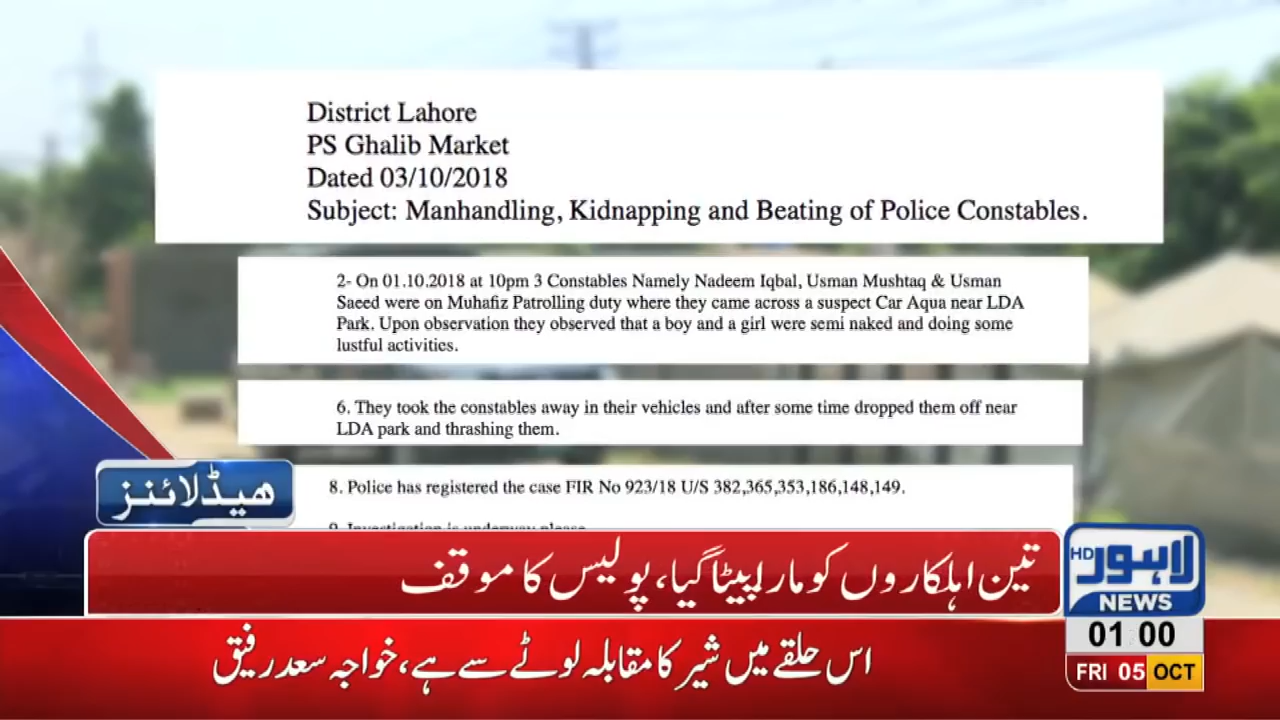 District Lahore
PS Ghalib Market
Dated 03/10/2018
Subject: Manhandling, Kidnapping and Beating of Police Constables.
2- On 01.10.2018 at 10pm 3 Constables Namely Nadeem Iqbal, Usman Mushtaq & Usman
Saeed were on Muhafiz Patrolling duty where they came across a suspect Car Aqua near LDA
Park. Upon observation they observed that a boy and a girl were semi naked and doing some
lustful activities.
6. They took the constables away in their vehicles and after some time dropped them off near
LDA park and thrashing them.
8. Police has registered the case FIR No 923/18 U/S 382,365,353,186,148,149.
9. Investigation is underway please
ہیڈلائنز
تین اہلکاروں کو مارا پیٹا گیا، پولیس کا موقف
اس حلقے میں شیر کا مقابلہ لوٹے سے ہے، خواجہ سعد رفیق
لاہور HD
NEWS
01 00
FRI 05 OCT